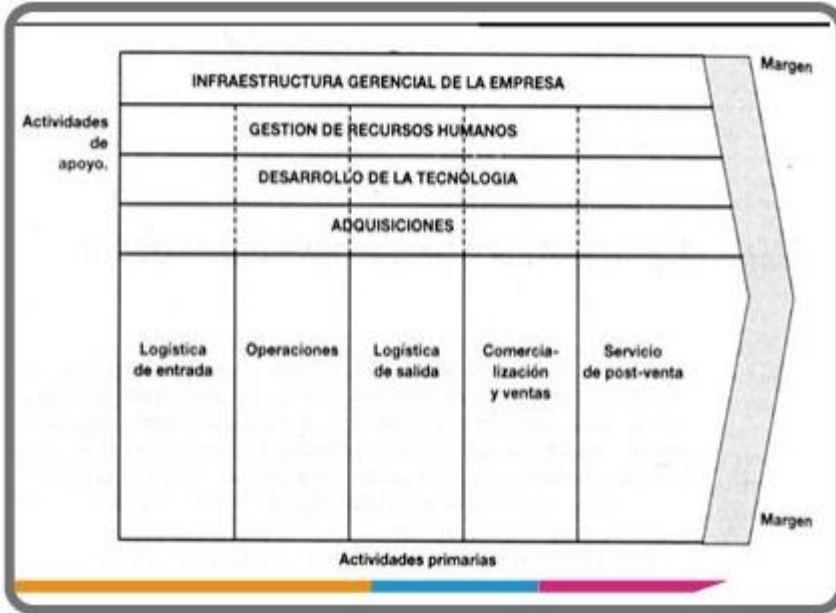 Margen
INFRAESTRUCTURA GERENCIAL DE LA EMPRESA
Actividades
de
apoyo.
GESTION DE RECURSOS HUMANOS
DESARROLLO DE LA TECNOLOGIA
ADQUISICIONES
Logística
de entrada
Operaciones
Logística
de salida
Comercia-
lización
y ventas
Servicio
de post-venta
Margen
Actividades primarias